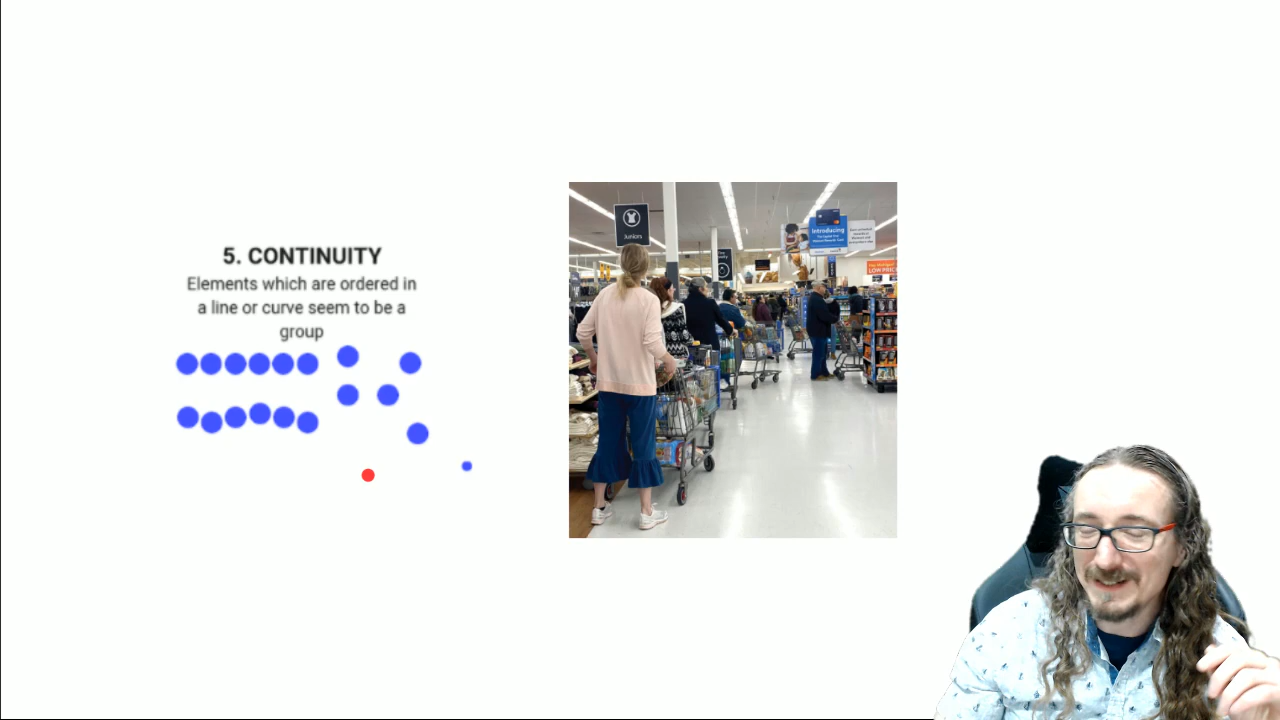 5. CONTINUITY
Elements which are ordered in
a line or curve seem to be a
group
Juniors
Introducing
LOW PRICE